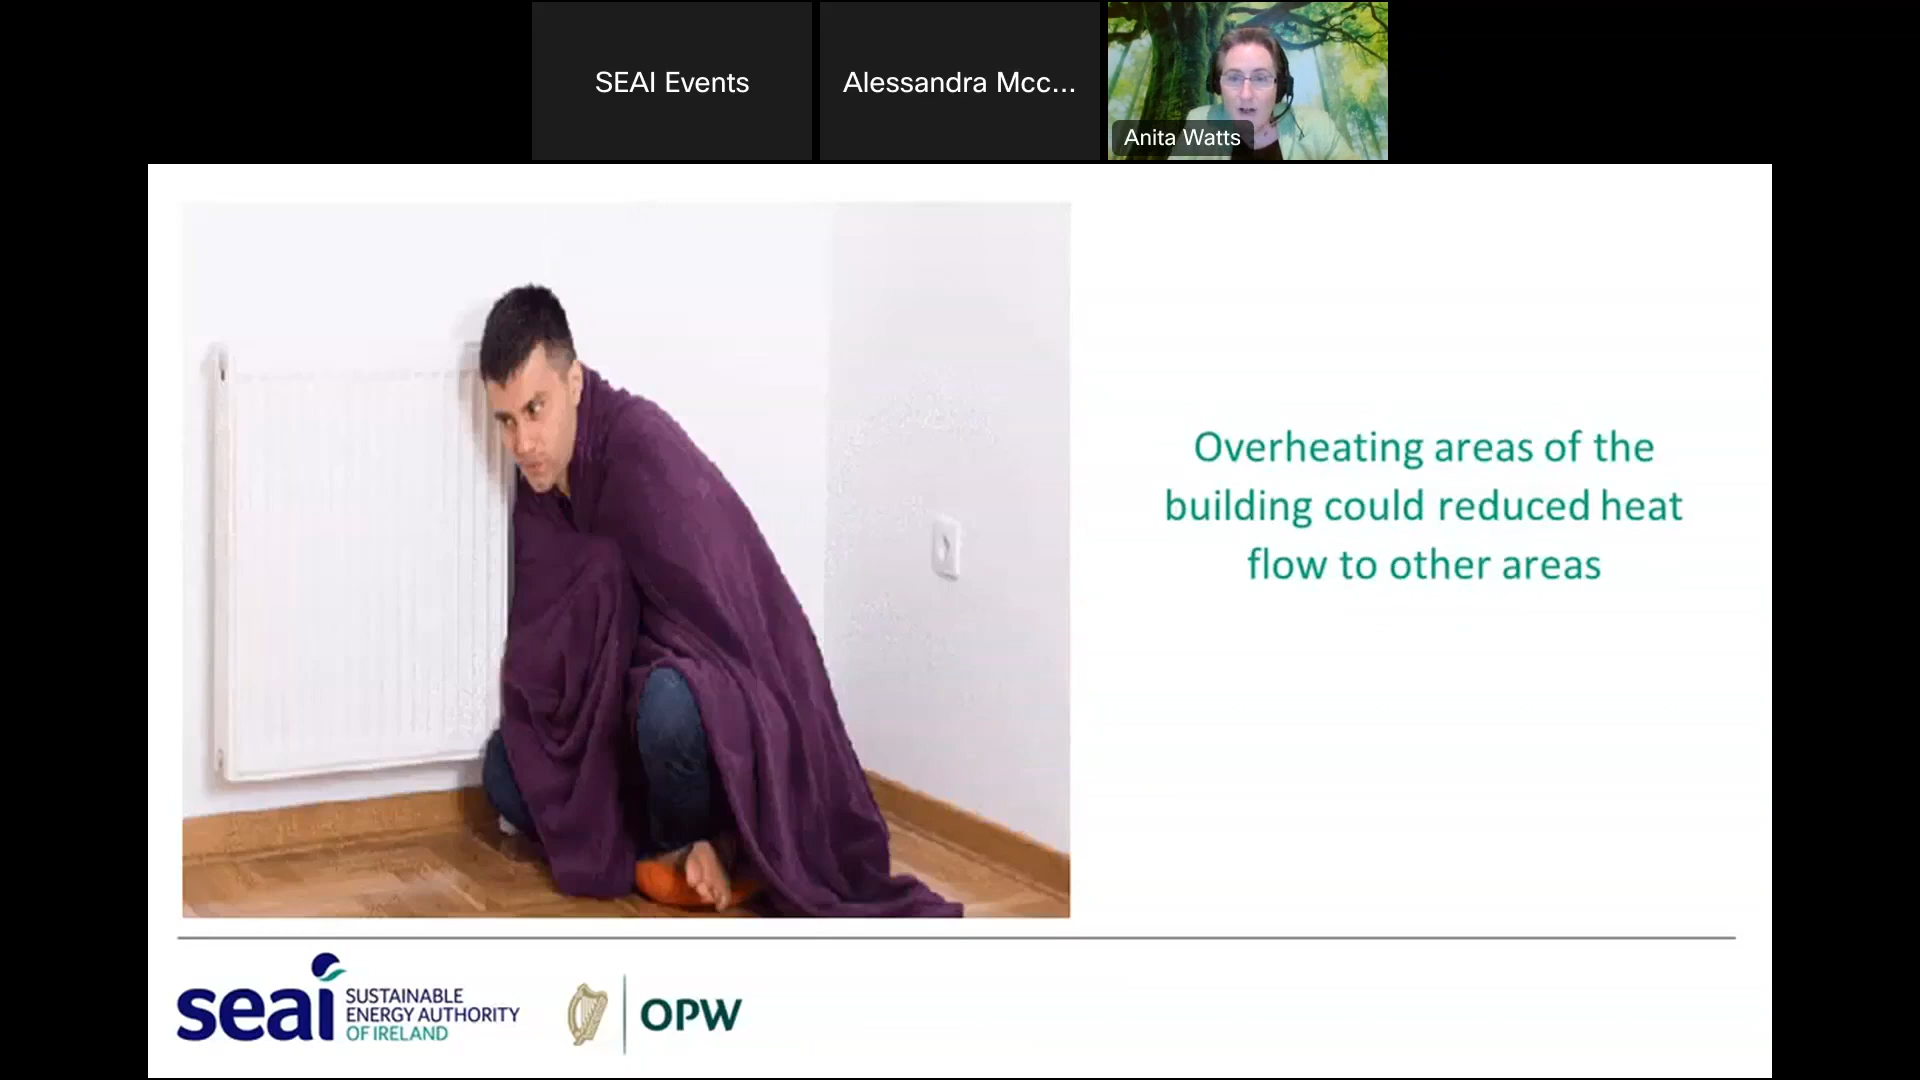 SEAI Events
Alessandra Mcc...
Anita Watts
Overheating areas of the
building could reduced heat
flow to other areas
seai
SUSTAINABLE
ENERGY AUTHORITY
OF IRELAND
OPW